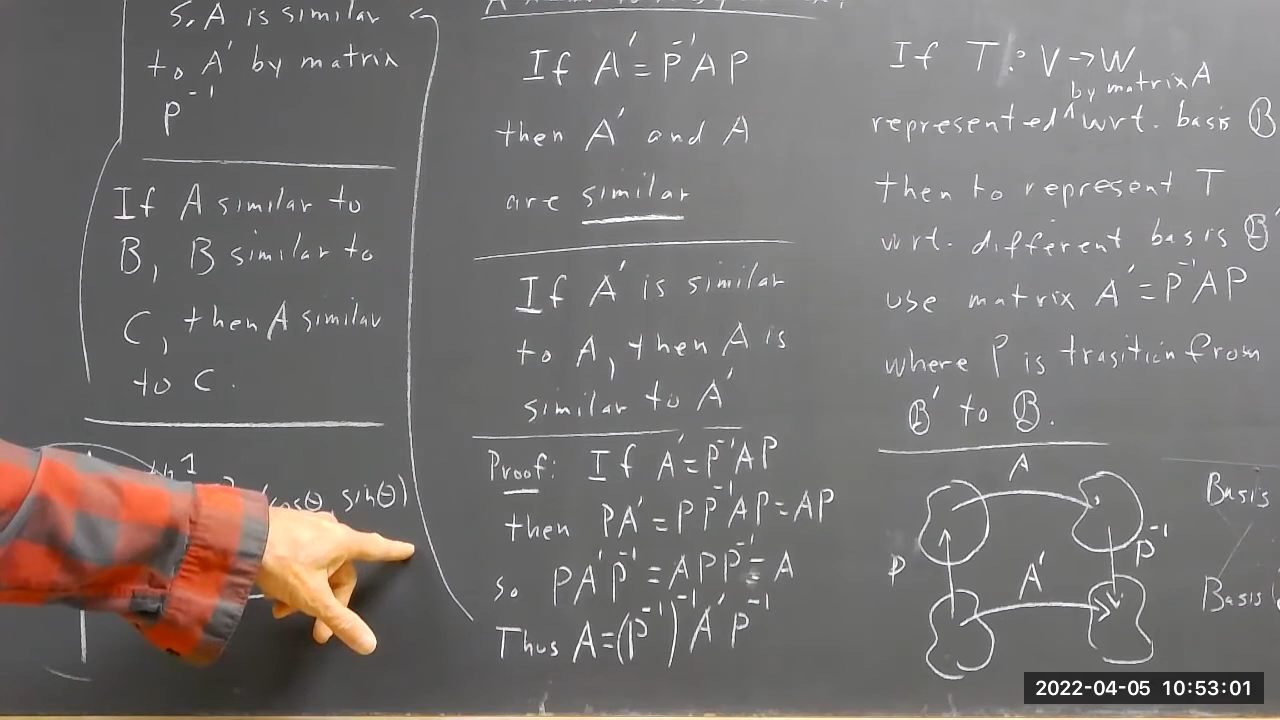 so A is similar
to A' by matrix
P⁻¹
If A similar to
B, B similar to
C, then A similar
to C.
1
sinθ)
If A' = P⁻¹AP
then A' and A
are similar
If A' is similar
to A, then A is
similar to A'
Proof: If A' = P⁻¹AP
then PA' = PP⁻¹AP = AP
so PA'P⁻¹ = APP⁻¹ = A
Thus A = (P⁻¹)⁻¹A'P⁻¹
If T: V → W
by matrix A
represented ^ wrt. basis B
then to represent T
wrt. different basis B'
use matrix A' = P⁻¹AP
where P is trasition from
B' to B.
A
P
P⁻¹
A'
Basis
Basis
2022-04-05 10:53:01